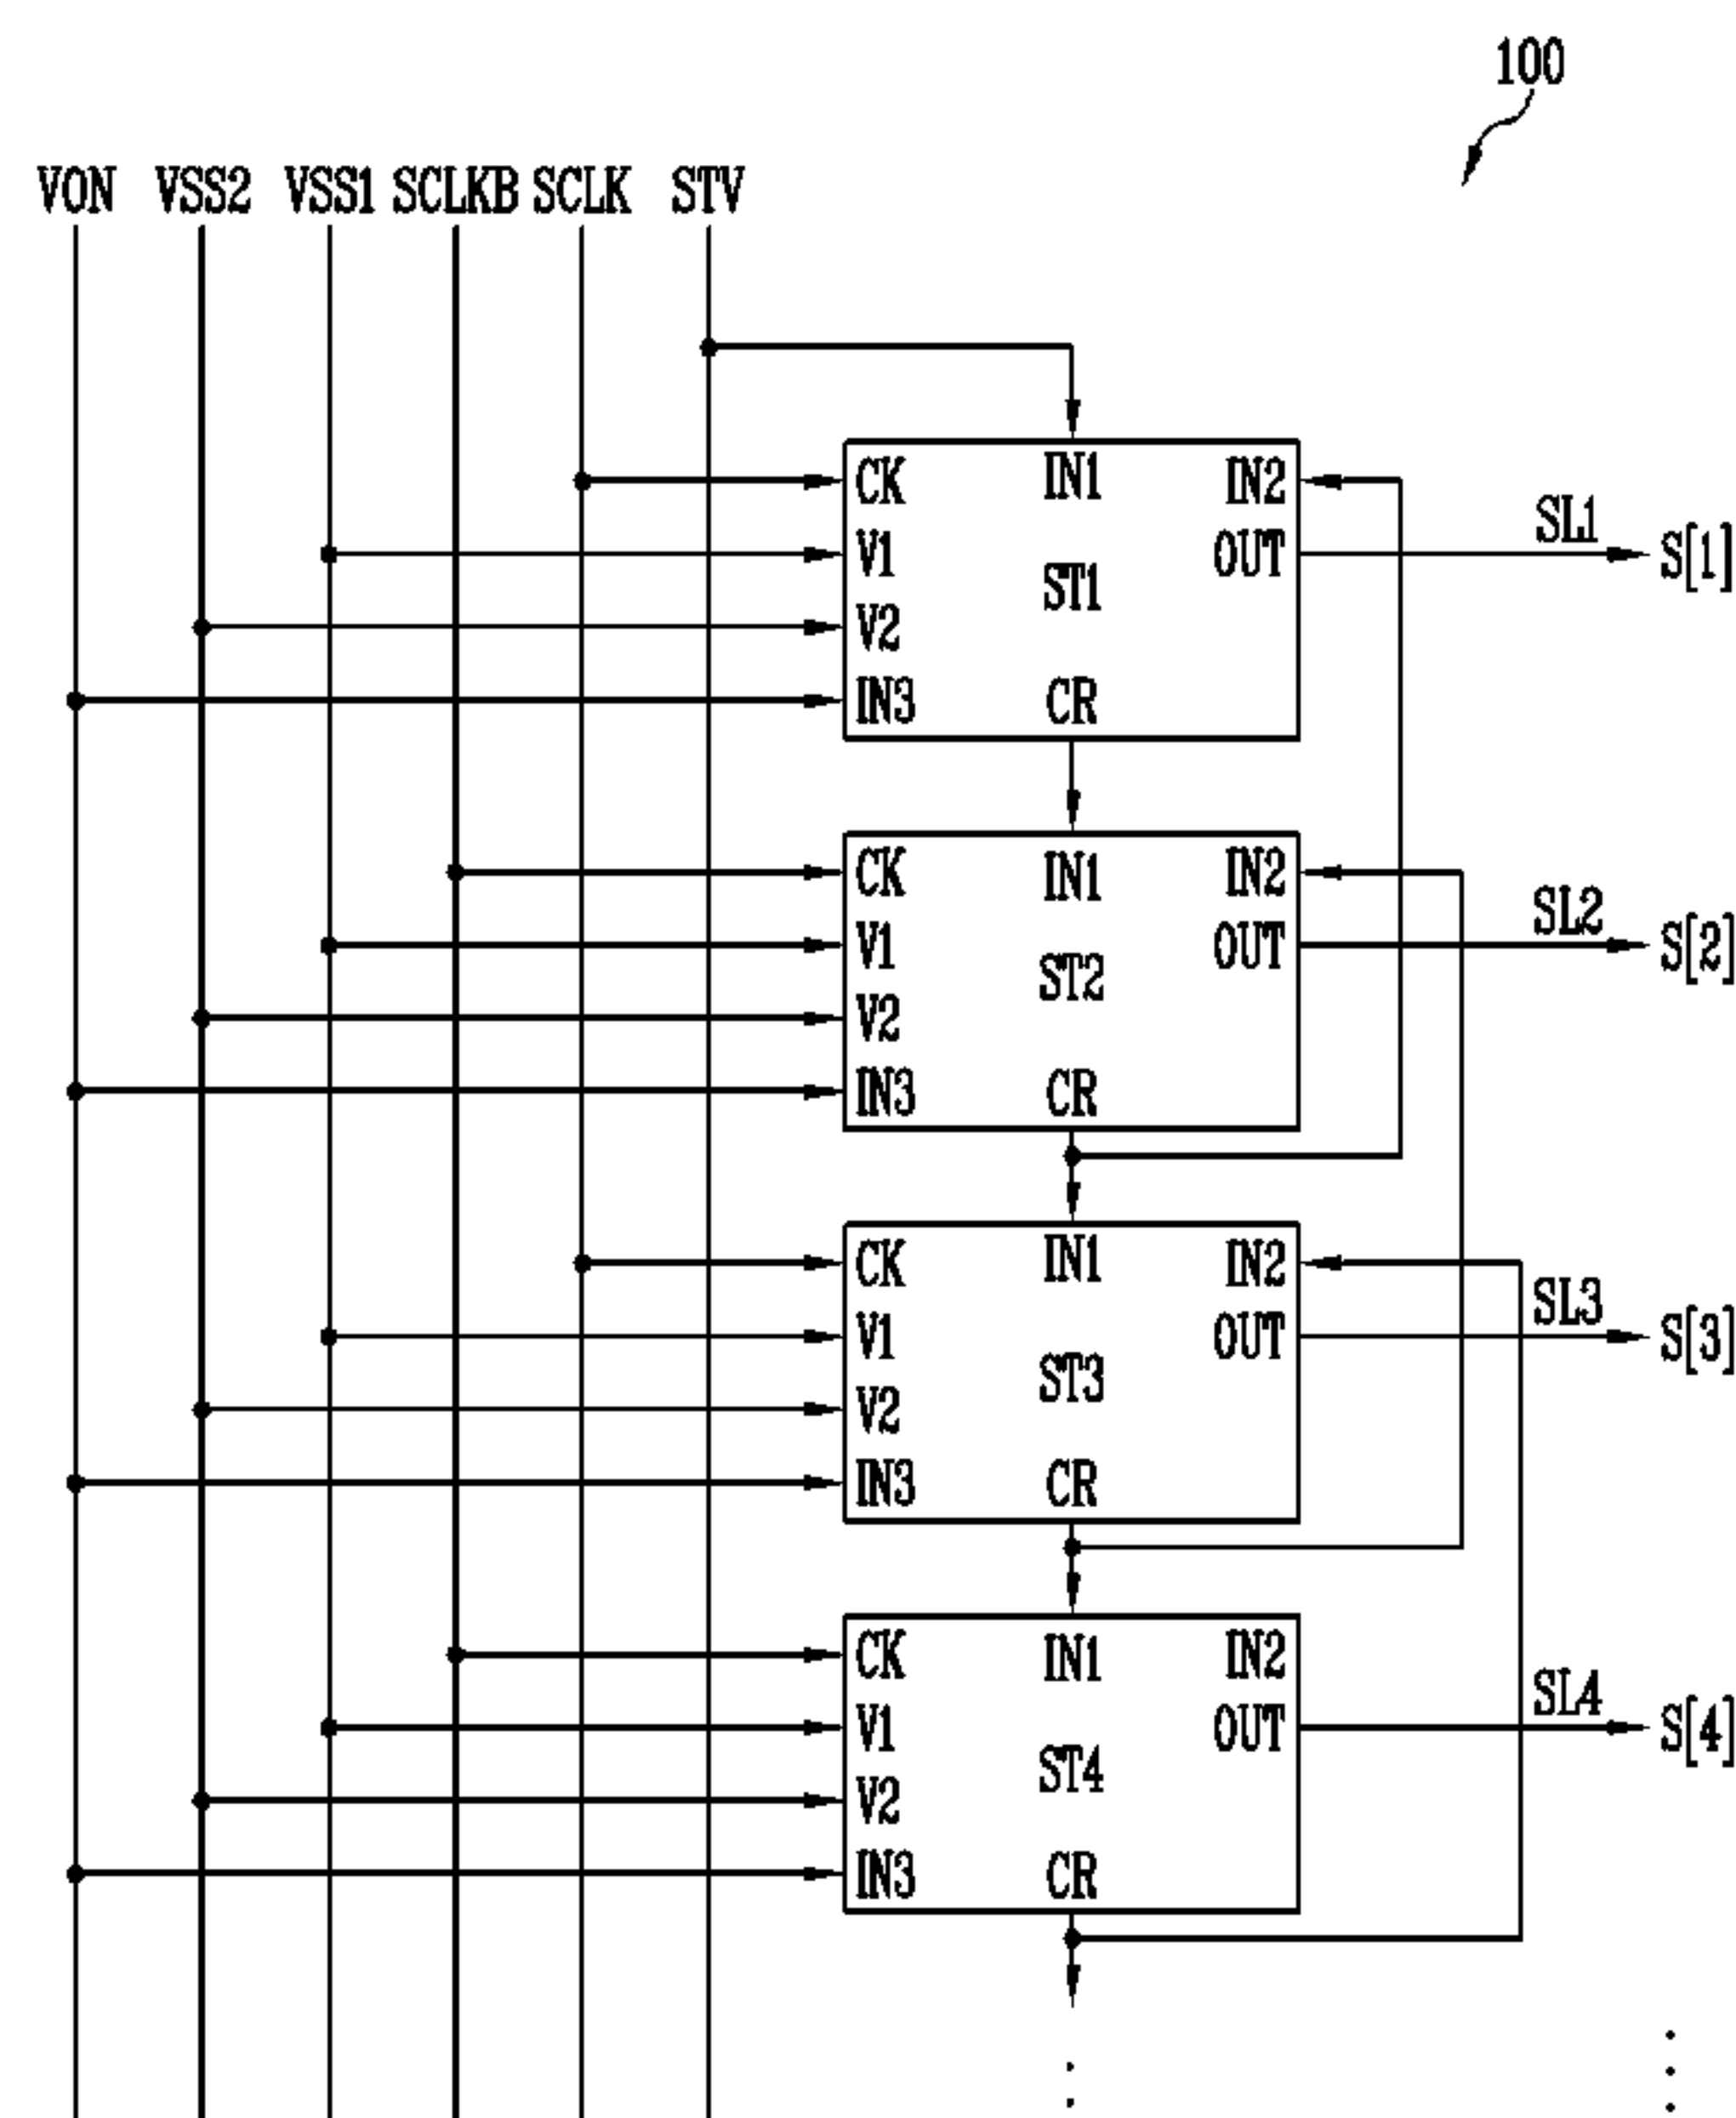 100
VON VSS2 VSS1 SCLKB SCLK STV
CK IN1 IN2
SL1
V1 OUT S[1]
ST1
V2
IN3 CR
CK IN1 IN2
SL2
V1 OUT S[2]
ST2
V2
IN3 CR
CK IN1 IN2
SL3
V1 OUT S[3]
ST3
V2
IN3 CR
CK IN1 IN2
SL4
V1 OUT S[4]
ST4
V2
IN3 CR